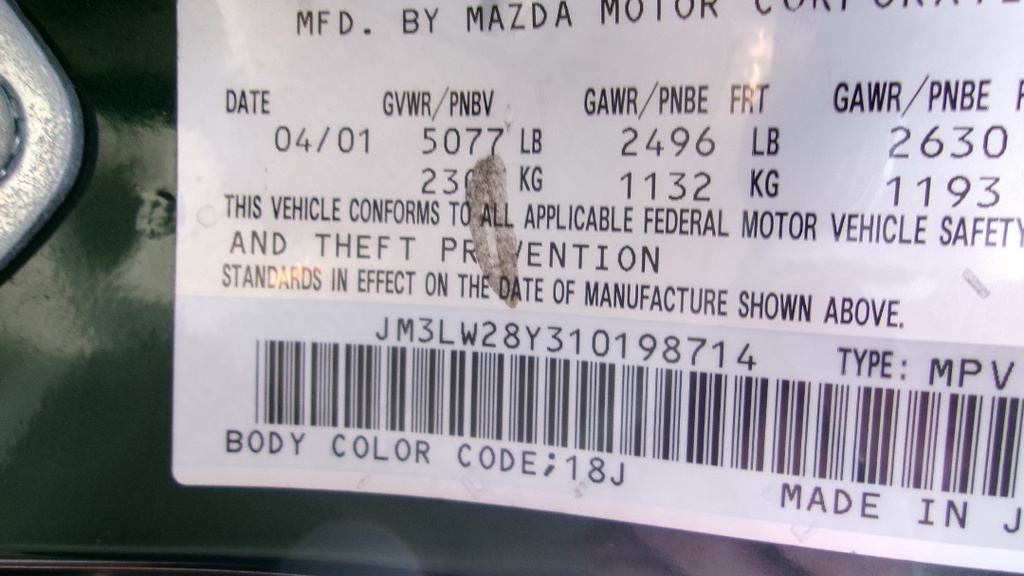 MFD. BY MAZDA MOTOR
DATE GVWR/PNBV GAWR/PNBE FRT GAWR/PNBE
04/01 5077 LB 2496 LB 2630
KG 1132 KG 1193
THIS VEHICLE CONFORMS TO ALL APPLICABLE FEDERAL MOTOR VEHICLE SAFETY
AND THEFT PREVENTION
STANDARDS IN EFFECT ON THE DATE OF MANUFACTURE SHOWN ABOVE.
JM3LW28Y310198714 TYPE: MPV
BODY COLOR CODE;18J
MADE IN